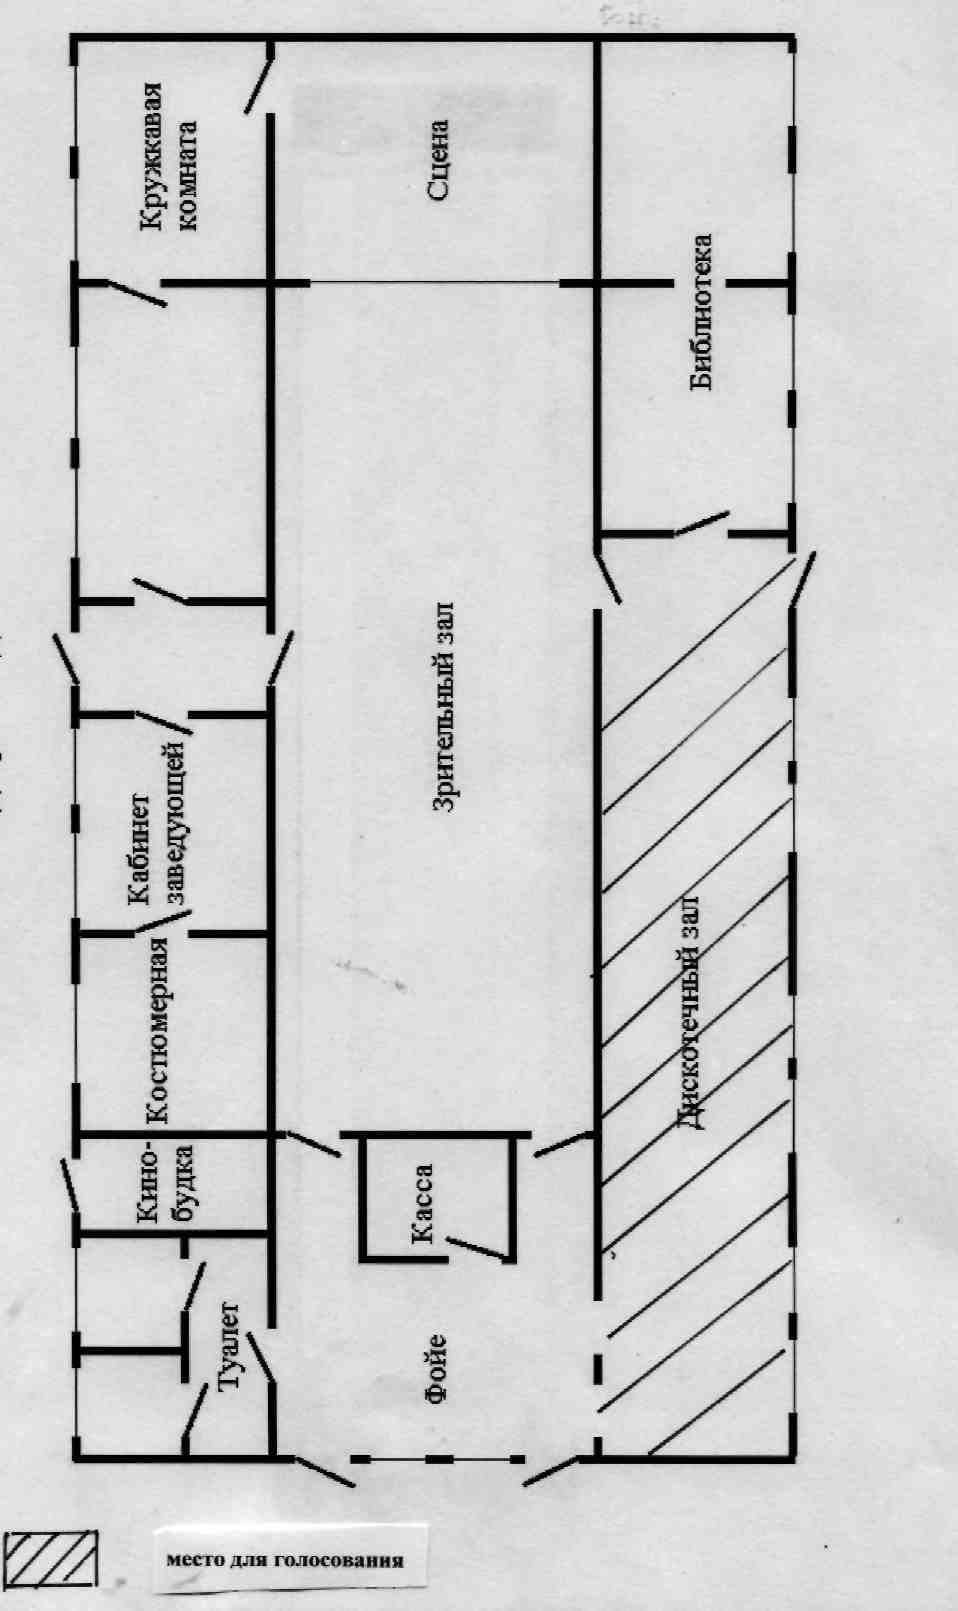 Кружкавая
комната
Сцена
Библиотека
Зрительный зал
Кабинет
заведующей
Костюмерная
Дискотечный зал
Кино-
будка
Касса
Туалет
Фойе
место для голосования